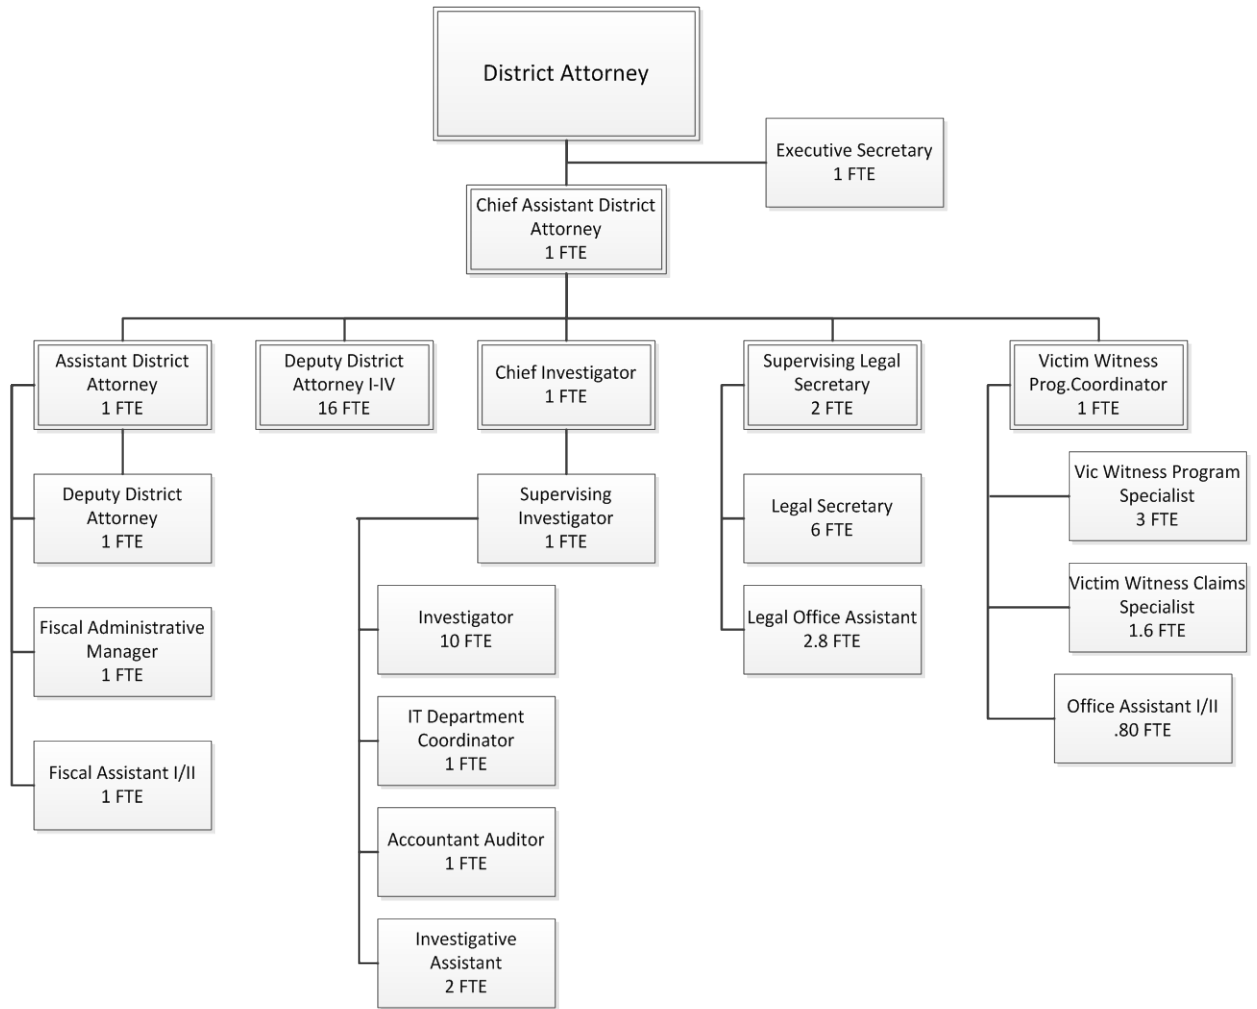 District Attorney
Executive Secretary
1 FTE
Chief Assistant District
Attorney
1 FTE
Assistant District
Attorney
1 FTE
Deputy District
Attorney I-IV
16 FTE
Chief Investigator
1 FTE
Supervising Legal
Secretary
2 FTE
Victim Witness
Prog.Coordinator
1 FTE
Deputy District
Attorney
1 FTE
Fiscal Administrative
Manager
1 FTE
Fiscal Assistant I/II
1 FTE
Supervising
Investigator
1 FTE
Investigator
10 FTE
IT Department
Coordinator
1 FTE
Accountant Auditor
1 FTE
Investigative
Assistant
2 FTE
Legal Secretary
6 FTE
Legal Office Assistant
2.8 FTE
Vic Witness Program
Specialist
3 FTE
Victim Witness Claims
Specialist
1.6 FTE
Office Assistant I/II
.80 FTE